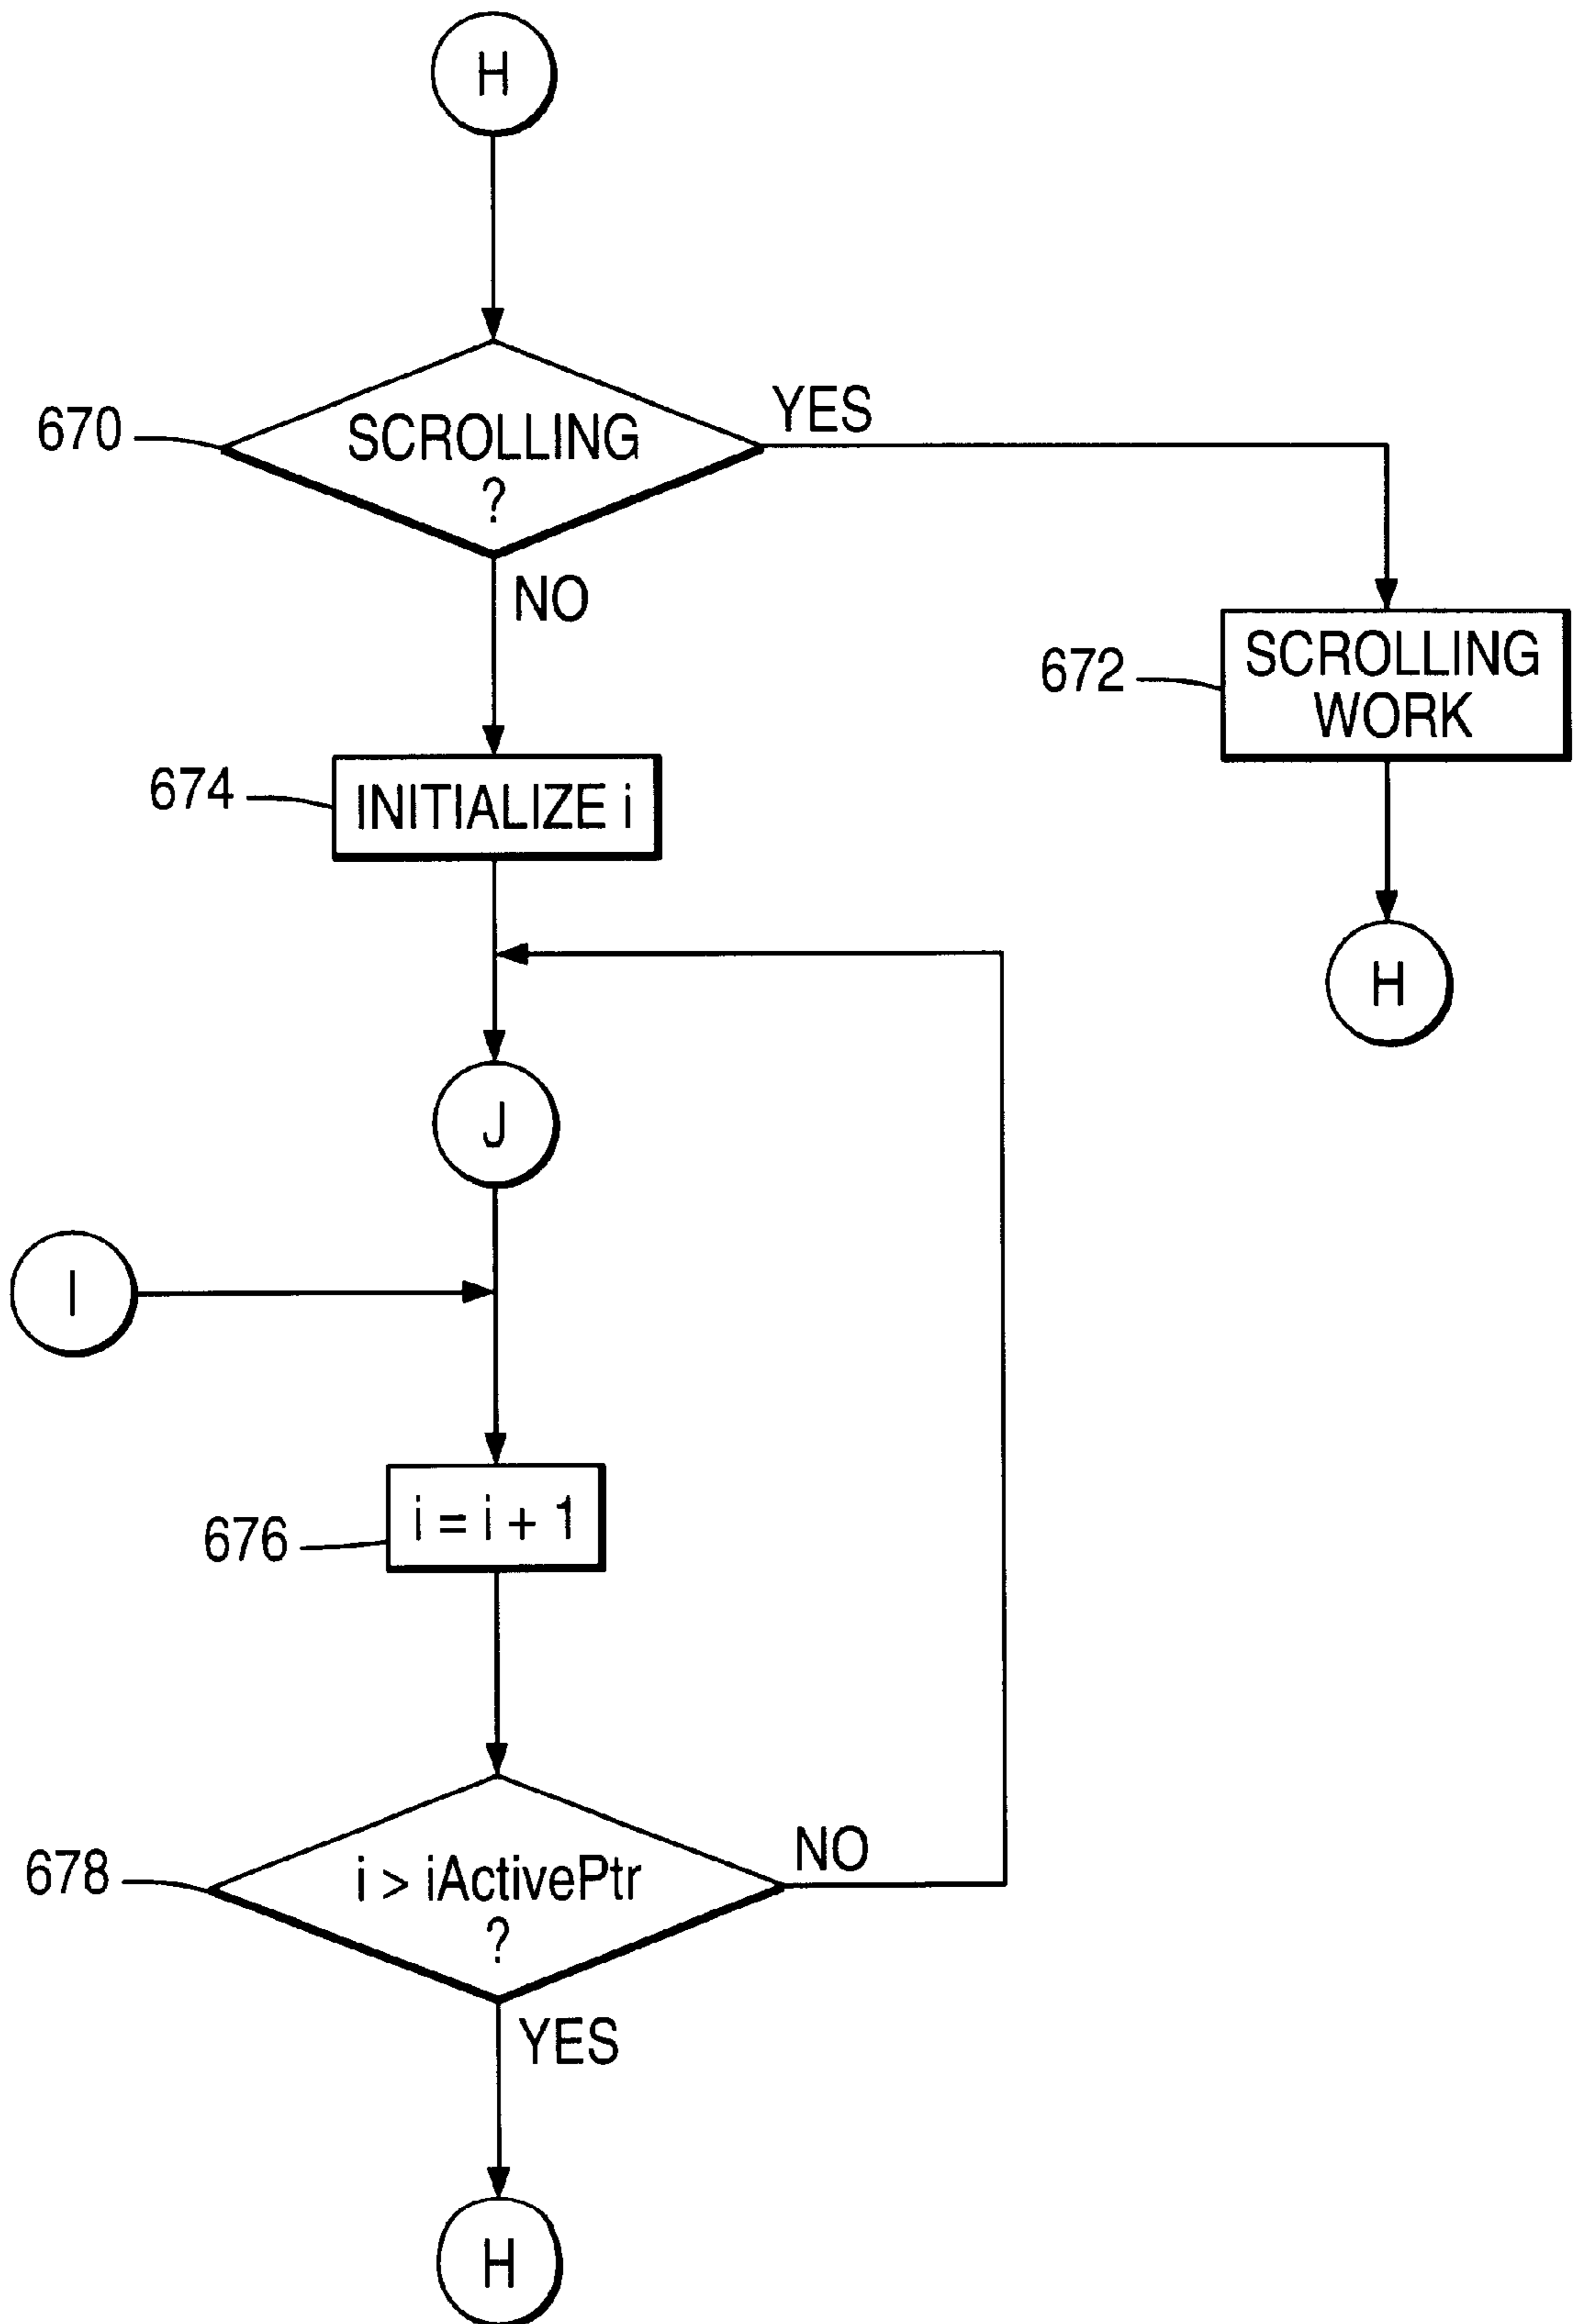 H
670
SCROLLING
?
YES
NO
672
SCROLLING
WORK
674
INITIALIZE i
H
J
I
676
i = i + 1
678
i > iActivePtr
?
NO
YES
H